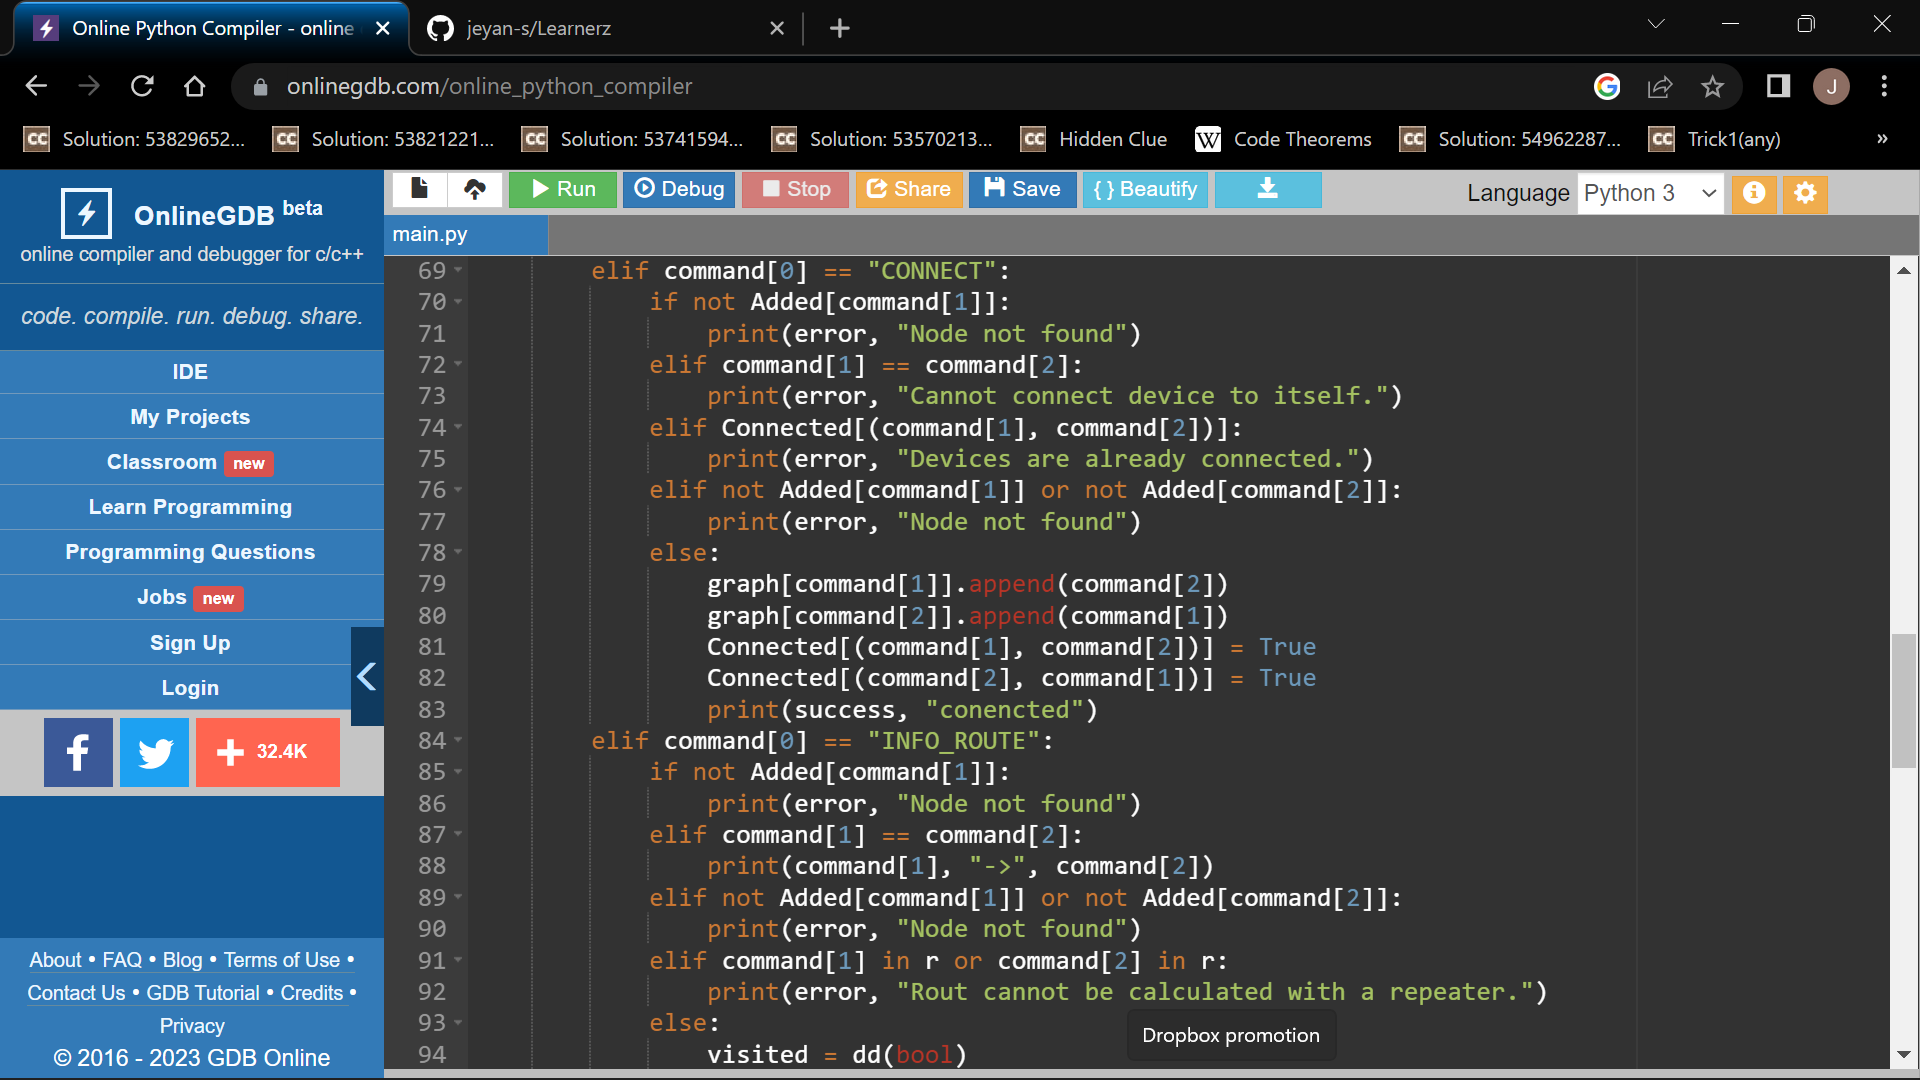 Online Python Compiler - online
jeyan-s/Learnerz
onlinegdb.com/online_python_compiler
J
CC Solution: 53829652...
CC Solution: 53821221...
CC Solution: 53741594...
CC Solution: 53570213...
CC Hidden Clue
W Code Theorems
CC Solution: 54962287...
CC Trick1(any)
»
OnlineGDB beta
online compiler and debugger for c/c++
code. compile. run. debug. share.
IDE
My Projects
Classroom new
Learn Programming
Programming Questions
Jobs new
Sign Up
Login
f
+ 32.4K
About • FAQ • Blog • Terms of Use •
Contact Us • GDB Tutorial • Credits •
Privacy
© 2016 - 2023 GDB Online
Run
Debug
Stop
Share
Save
{ } Beautify
Language Python 3
main.py
69 elif command[0] == "CONNECT":
70 if not Added[command[1]]:
71 print(error, "Node not found")
72 elif command[1] == command[2]:
73 print(error, "Cannot connect device to itself.")
74 elif Connected[(command[1], command[2])]:
75 print(error, "Devices are already connected.")
76 elif not Added[command[1]] or not Added[command[2]]:
77 print(error, "Node not found")
78 else:
79 graph[command[1]].append(command[2])
80 graph[command[2]].append(command[1])
81 Connected[(command[1], command[2])] = True
82 Connected[(command[2], command[1])] = True
83 print(success, "conencted")
84 elif command[0] == "INFO_ROUTE":
85 if not Added[command[1]]:
86 print(error, "Node not found")
87 elif command[1] == command[2]:
88 print(command[1], "->", command[2])
89 elif not Added[command[1]] or not Added[command[2]]:
90 print(error, "Node not found")
91 elif command[1] in r or command[2] in r:
92 print(error, "Rout cannot be calculated with a repeater.")
93 else:
94 visited = dd(bool)
Dropbox promotion